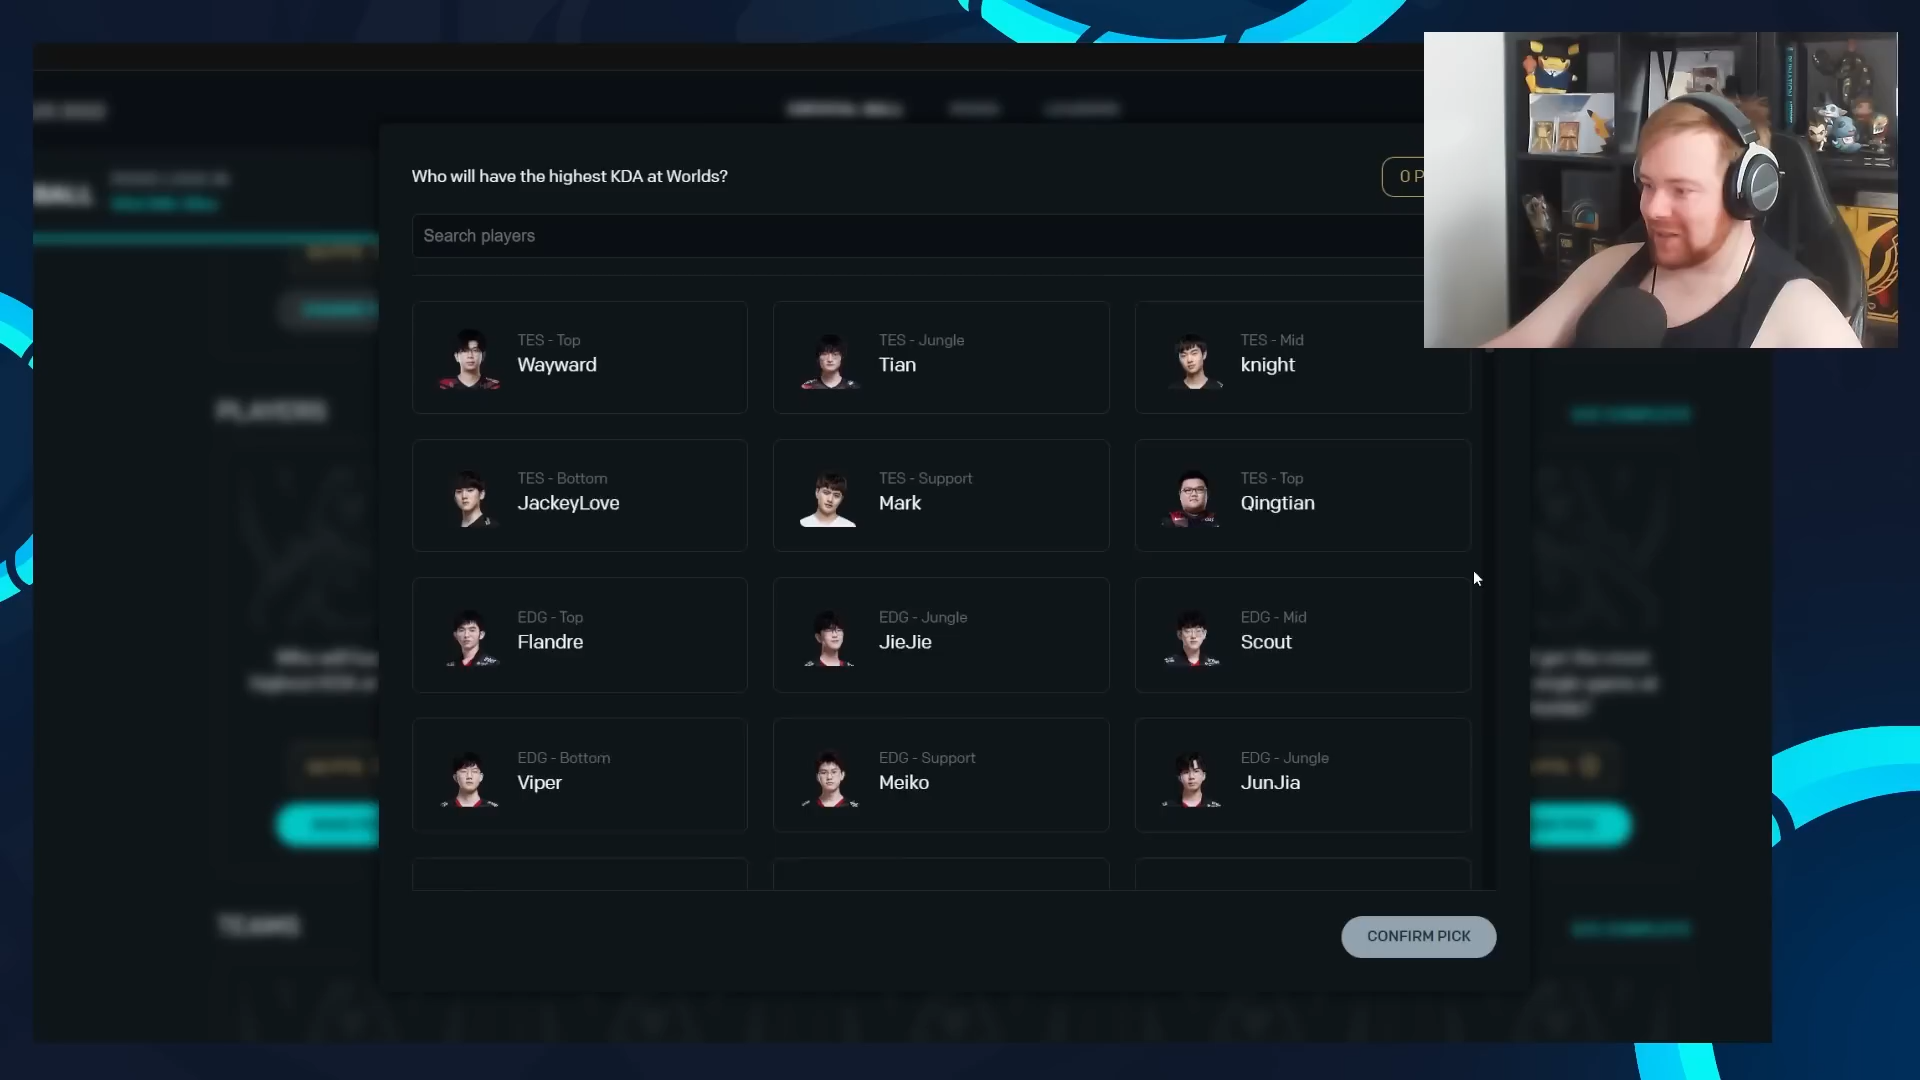 Who will have the highest KDA at Worlds?
0 P
Search players
TES - Top
Wayward
TES - Jungle
Tian
TES - Mid
knight
TES - Bottom
JackeyLove
TES - Support
Mark
TES - Top
Qingtian
EDG - Top
Flandre
EDG - Jungle
JieJie
EDG - Mid
Scout
EDG - Bottom
Viper
EDG - Support
Meiko
EDG - Jungle
JunJia
PLAYERS
TEAMS
CONFIRM PICK